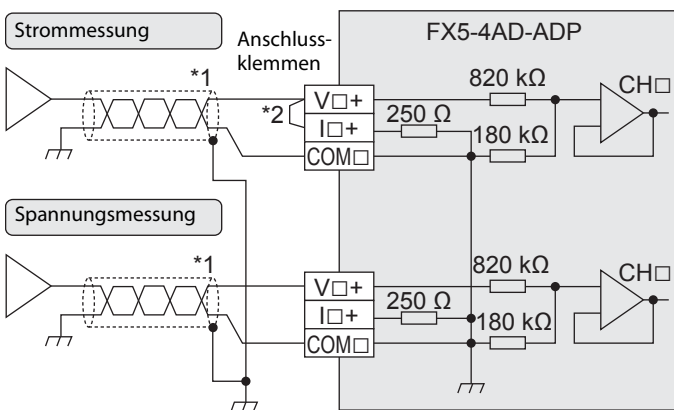 Strommessung
Anschluss-
klemmen
FX5-4AD-ADP
*1
*2
V□+
I□+
COM□
250 Ω
820 kΩ
180 kΩ
CH□
Spannungsmessung
*1
V□+
I□+
COM□
250 Ω
820 kΩ
180 kΩ
CH□